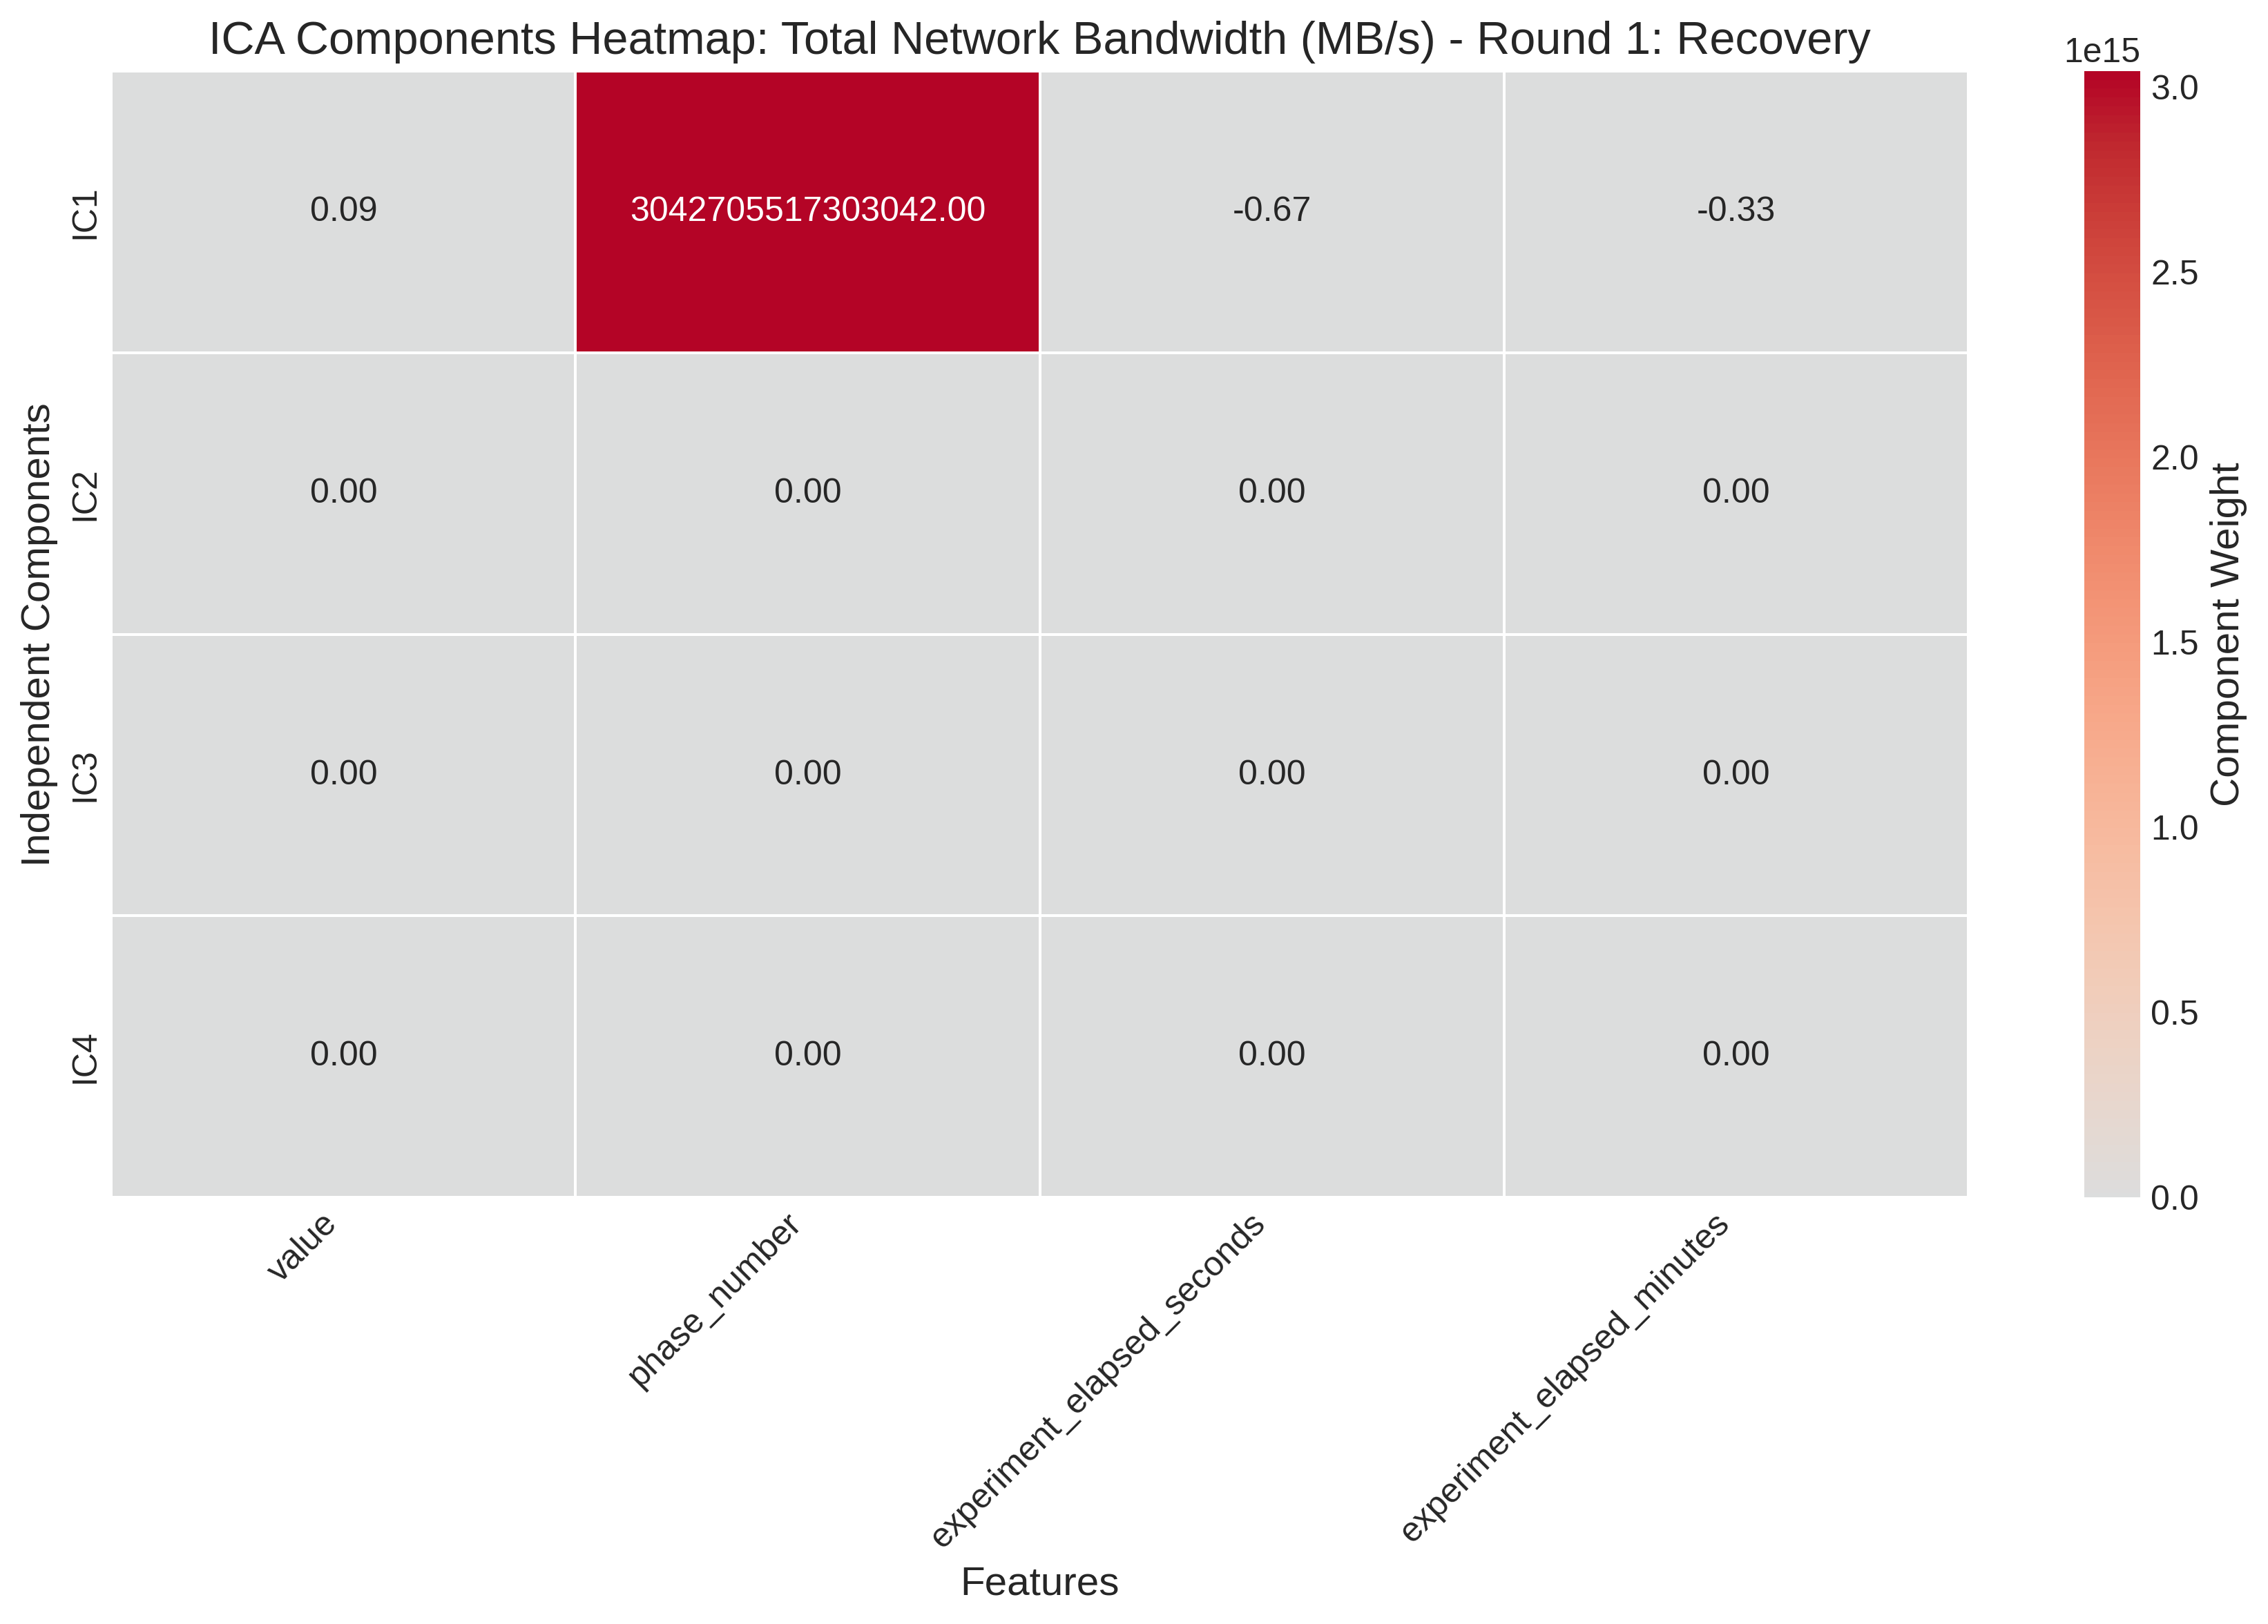 ICA Components Heatmap: Total Network Bandwidth (MB/s) - Round 1: Recovery
1e15
3.0
2.5
2.0
1.5
1.0
0.5
0.0
Component Weight
Independent Components
IC1
0.09
3042705517303042.00
-0.67
-0.33
IC2
0.00
0.00
0.00
0.00
IC3
0.00
0.00
0.00
0.00
IC4
0.00
0.00
0.00
0.00
value
phase_number
experiment_elapsed_seconds
experiment_elapsed_minutes
Features